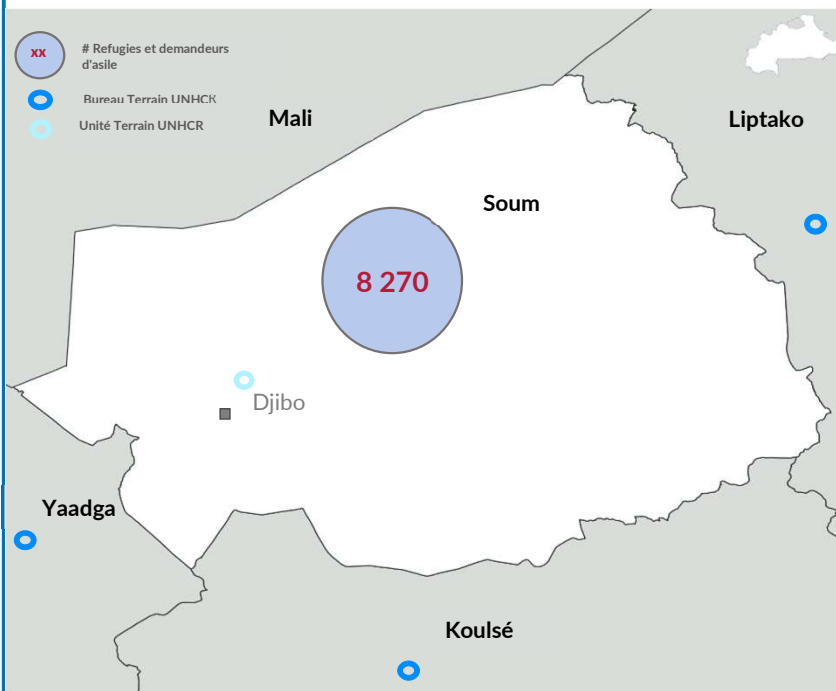 xx
# Refugies et demandeurs
d'asile
Bureau Terrain UNHCR
Unité Terrain UNHCR
Mali
Liptako
Soum
8 270
Djibo
Yaadga
Koulsé